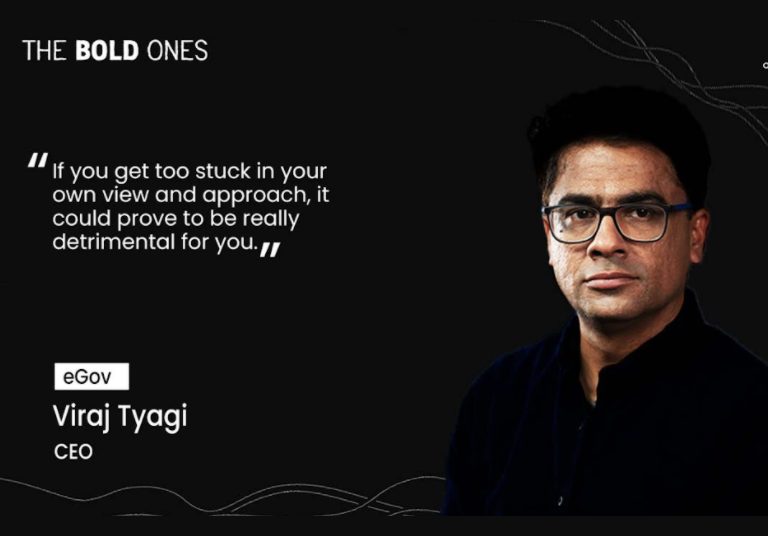 THE BOLD ONES
“If you get too stuck in your
own view and approach, it
could prove to be really
detrimental for you.„
eGov
Viraj Tyagi
CEO